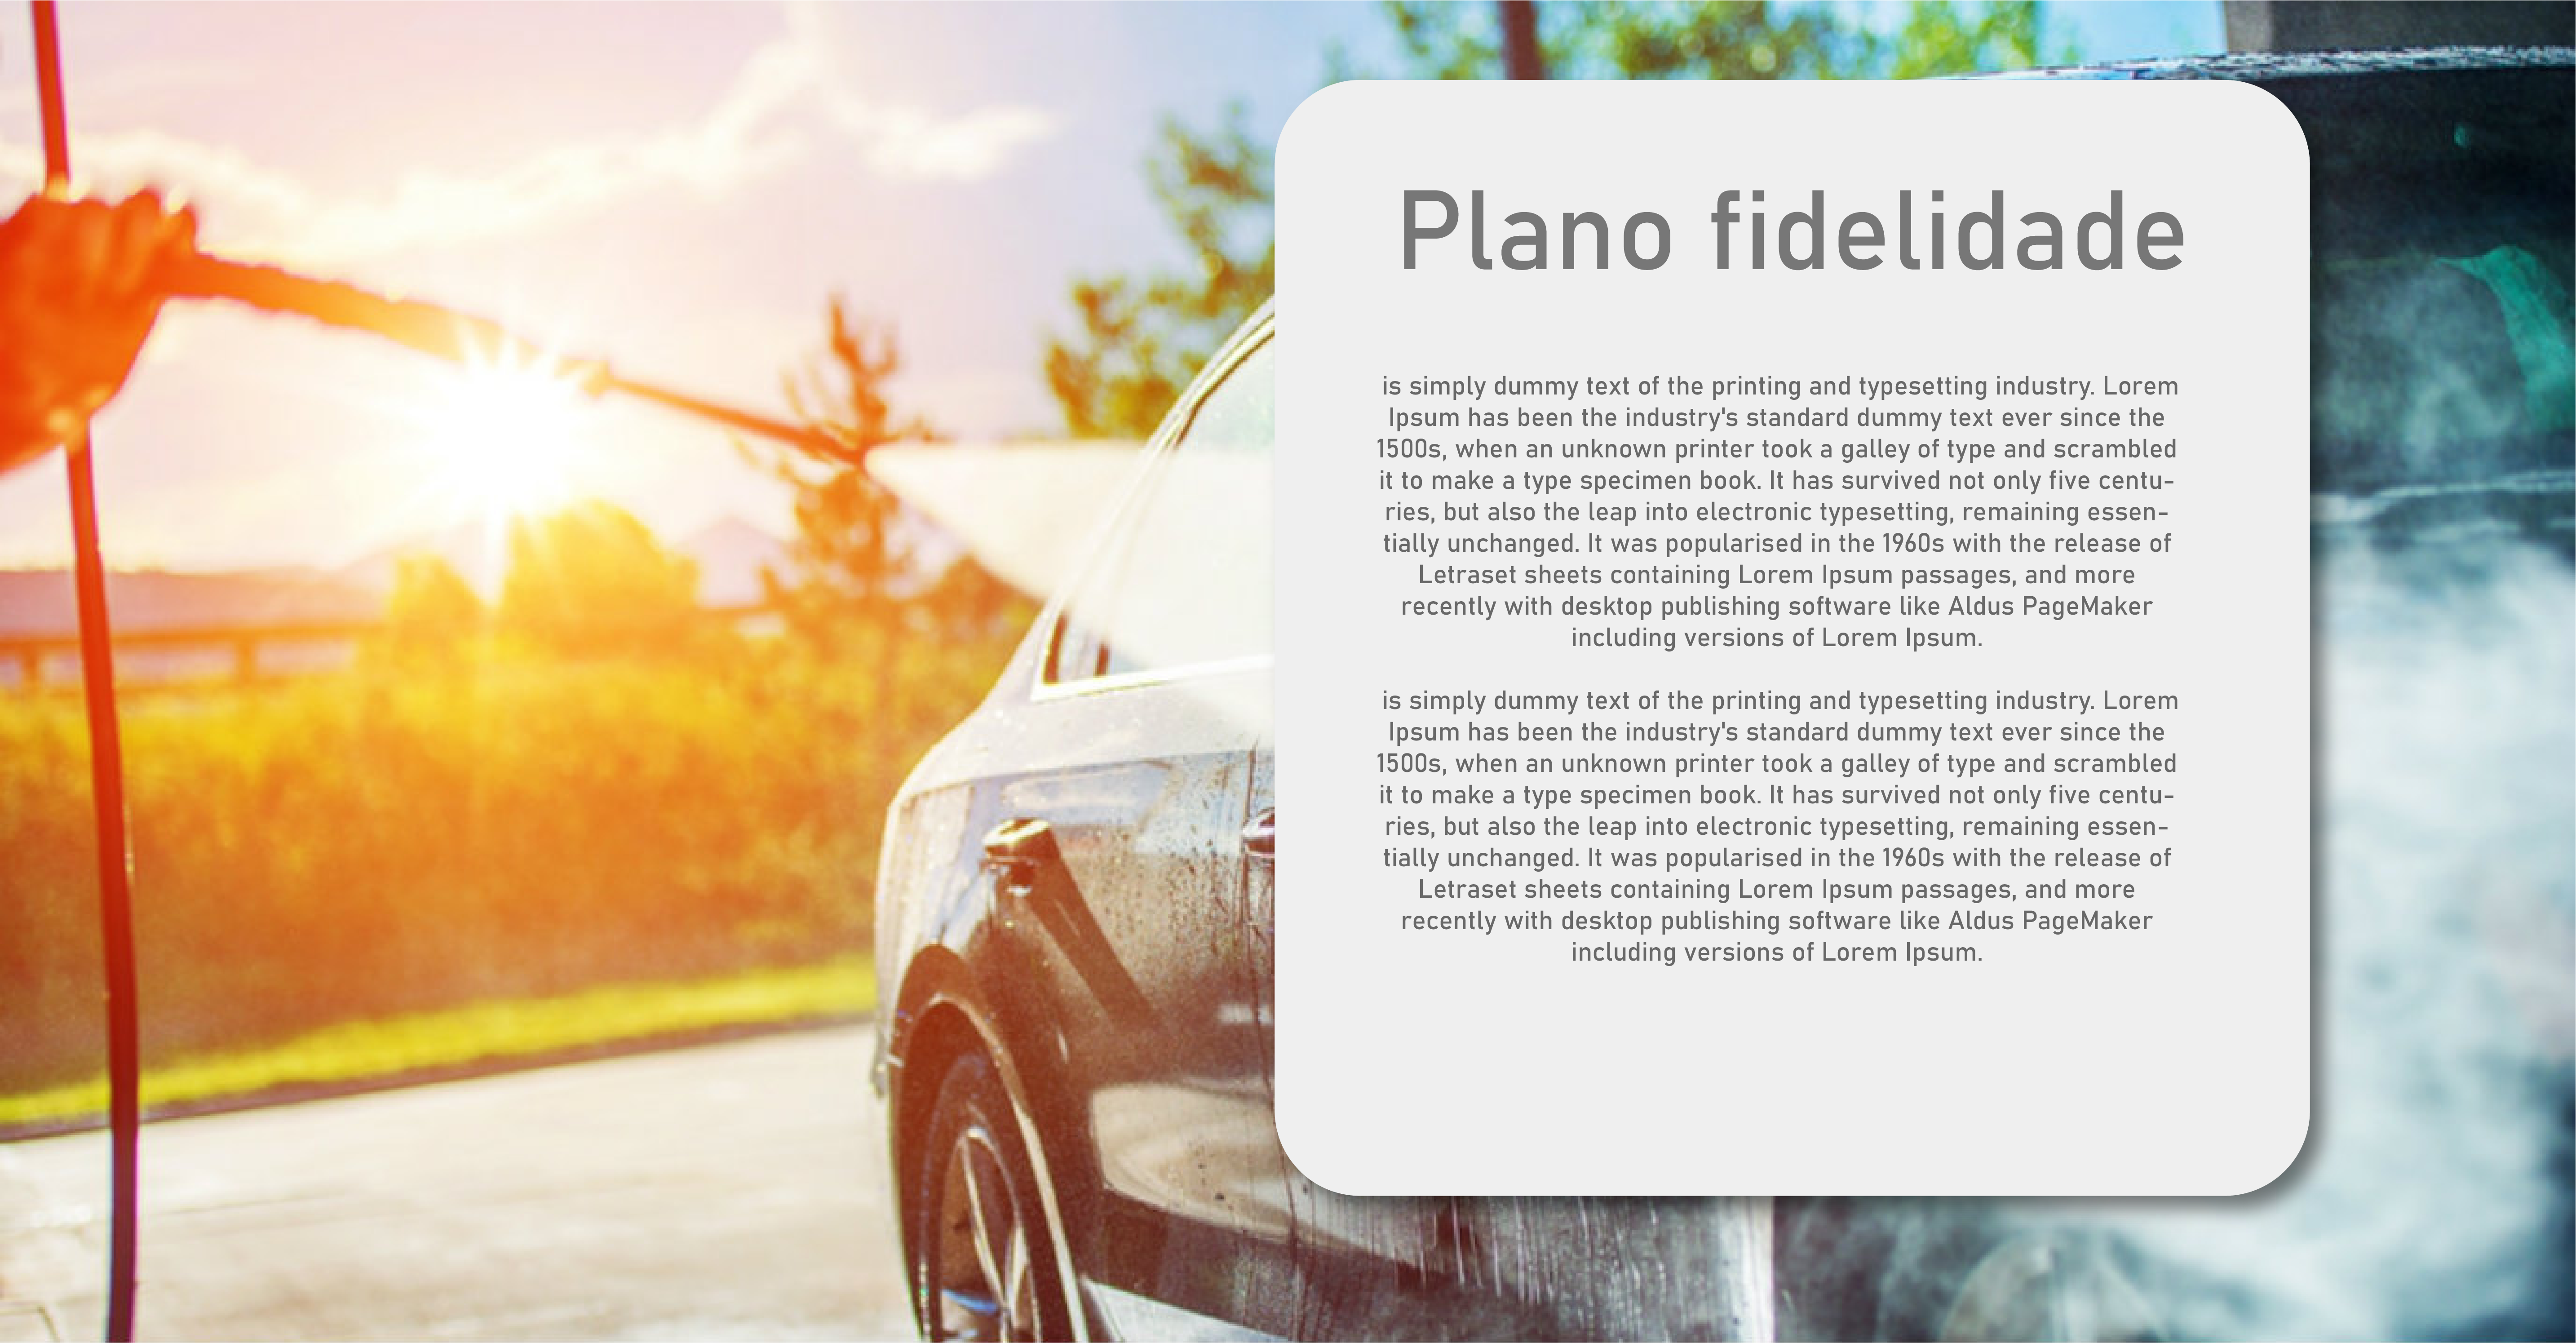 Plano fidelidade
is simply dummy text of the printing and typesetting industry. Lorem
Ipsum has been the industry's standard dummy text ever since the
1500s, when an unknown printer took a galley of type and scrambled
it to make a type specimen book. It has survived not only five centu-
ries, but also the leap into electronic typesetting, remaining essen-
tially unchanged. It was popularised in the 1960s with the release of
Letraset sheets containing Lorem Ipsum passages, and more
recently with desktop publishing software like Aldus PageMaker
including versions of Lorem Ipsum.
is simply dummy text of the printing and typesetting industry. Lorem
Ipsum has been the industry's standard dummy text ever since the
1500s, when an unknown printer took a galley of type and scrambled
it to make a type specimen book. It has survived not only five centu-
ries, but also the leap into electronic typesetting, remaining essen-
tially unchanged. It was popularised in the 1960s with the release of
Letraset sheets containing Lorem Ipsum passages, and more
recently with desktop publishing software like Aldus PageMaker
including versions of Lorem Ipsum.